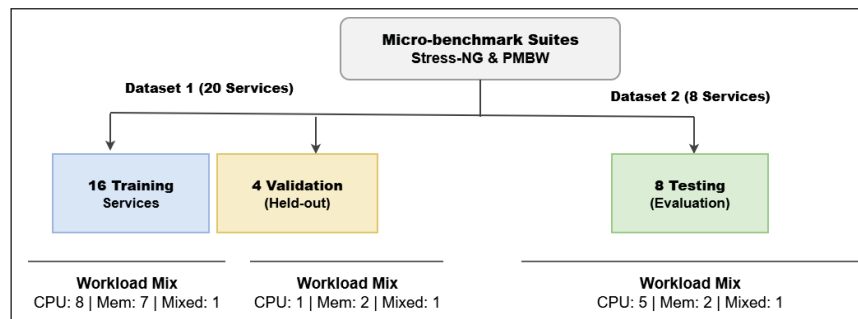 Micro-benchmark Suites
Stress-NG & PMBW
Dataset 1 (20 Services)
Dataset 2 (8 Services)
16 Training
Services
4 Validation
(Held-out)
8 Testing
(Evaluation)
Workload Mix
CPU: 8 | Mem: 7 | Mixed: 1
Workload Mix
CPU: 1 | Mem: 2 | Mixed: 1
Workload Mix
CPU: 5 | Mem: 2 | Mixed: 1